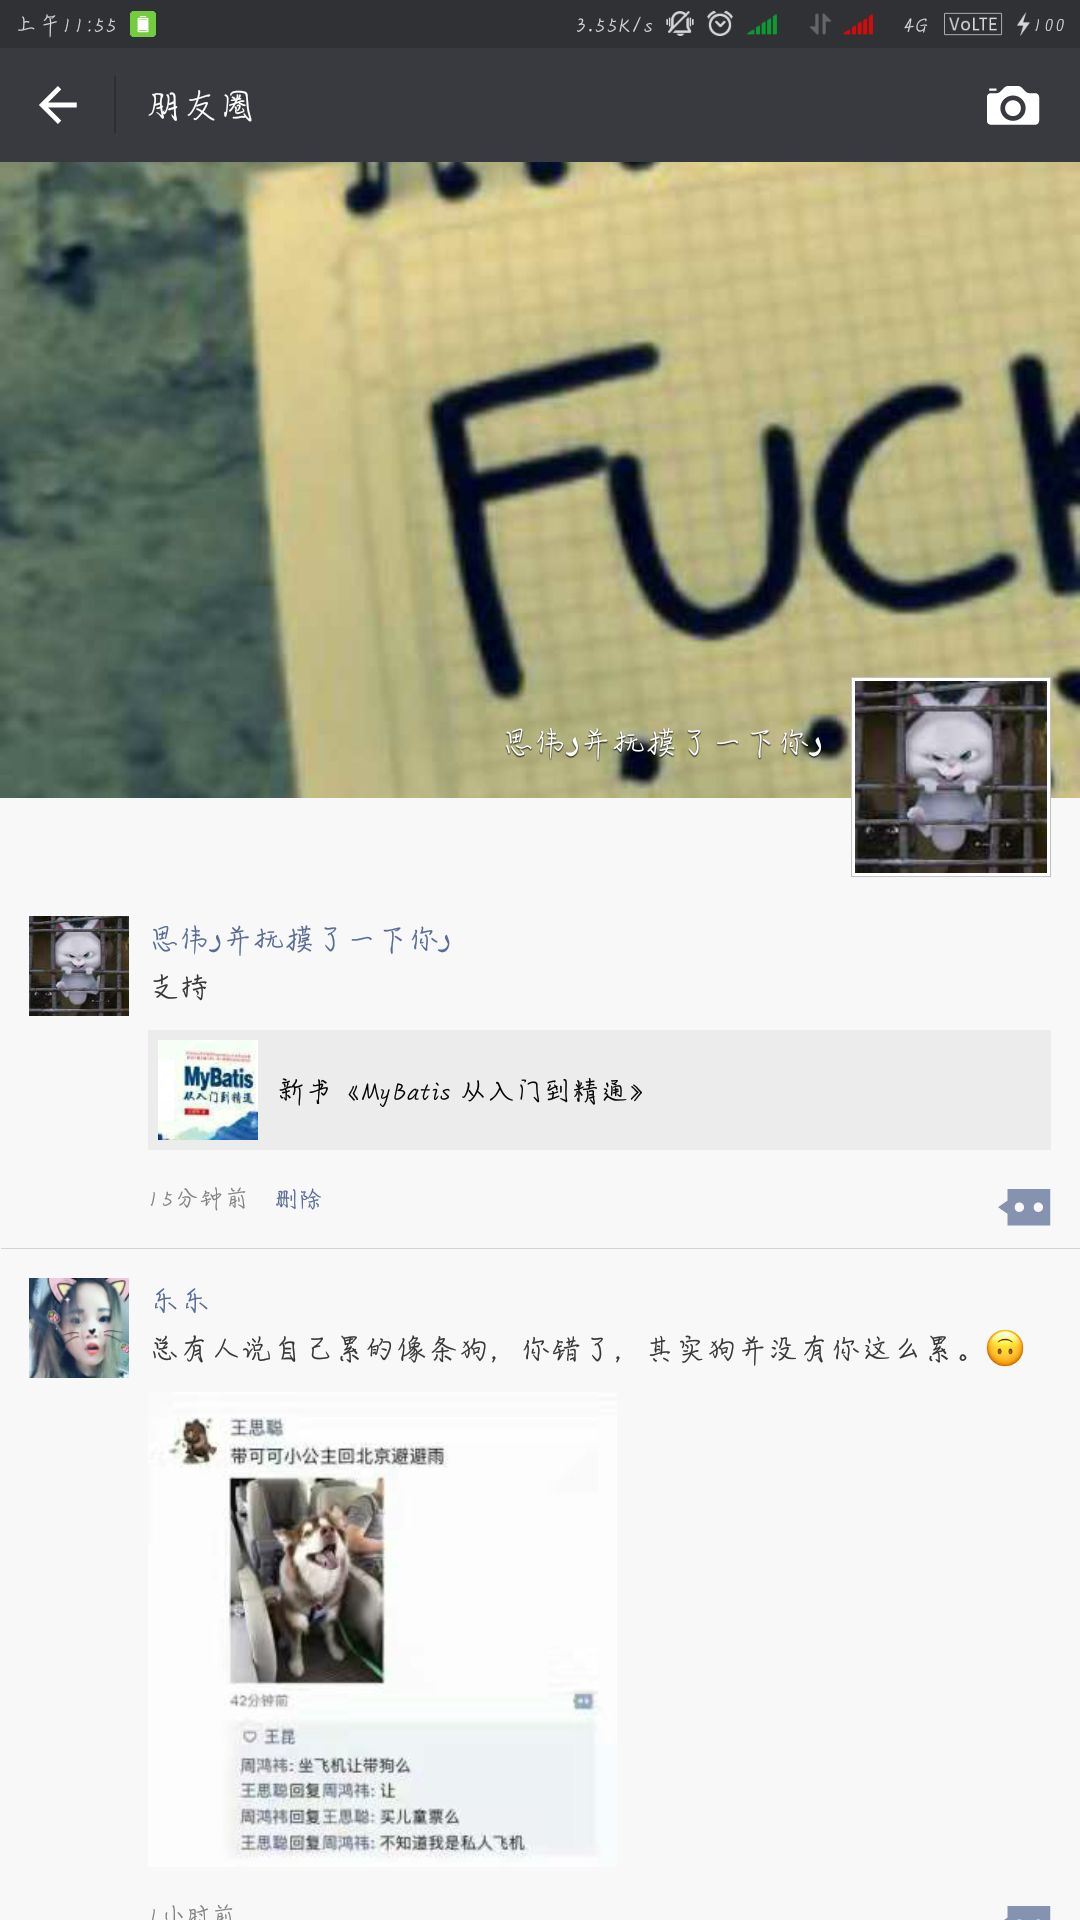 上午11:55
3.55K/s
4G
VoLTE
100
朋友圈
FUCK
思伟و并抚摸了一下你و
思伟و并抚摸了一下你و
支持
MyBatis
从入门到精通
新书《MyBatis 从入门到精通》
15分钟前 删除
乐乐
总有人说自己累的像条狗，你错了，其实狗并没有你这么累。🙃
王思聪
带可可小公主回北京避避雨
42分钟前
王昆
周鸿祎: 坐飞机让带狗么
王思聪回复周鸿祎: 让
周鸿祎回复王思聪: 买儿童票么
王思聪回复周鸿祎: 不知道我是私人飞机
1小时前